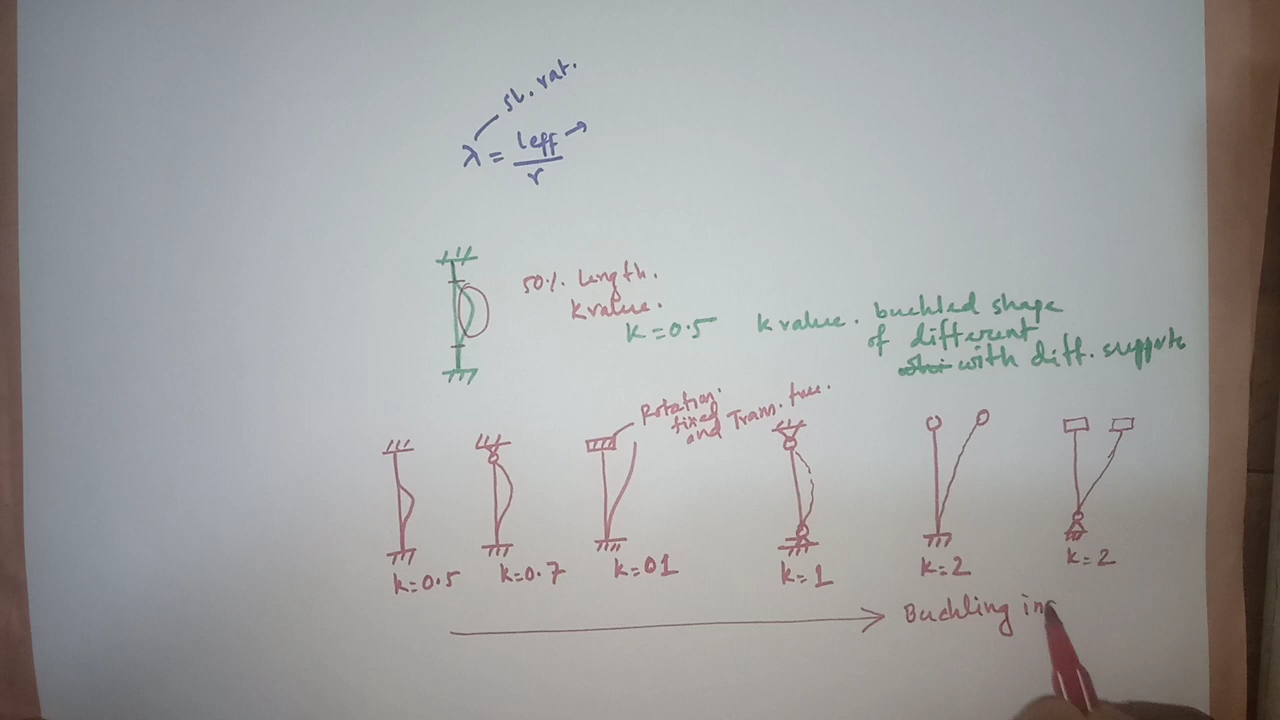 sl. rat.
λ = leff / r →
50%. Length.
k value.
k = 0.5
k value. buckled shape
of different
with diff. supports
Rotation.
fixed
and Tran. free.
k=0.5
k=0.7
k=01
k=1
k=2
k=2
Buckling in